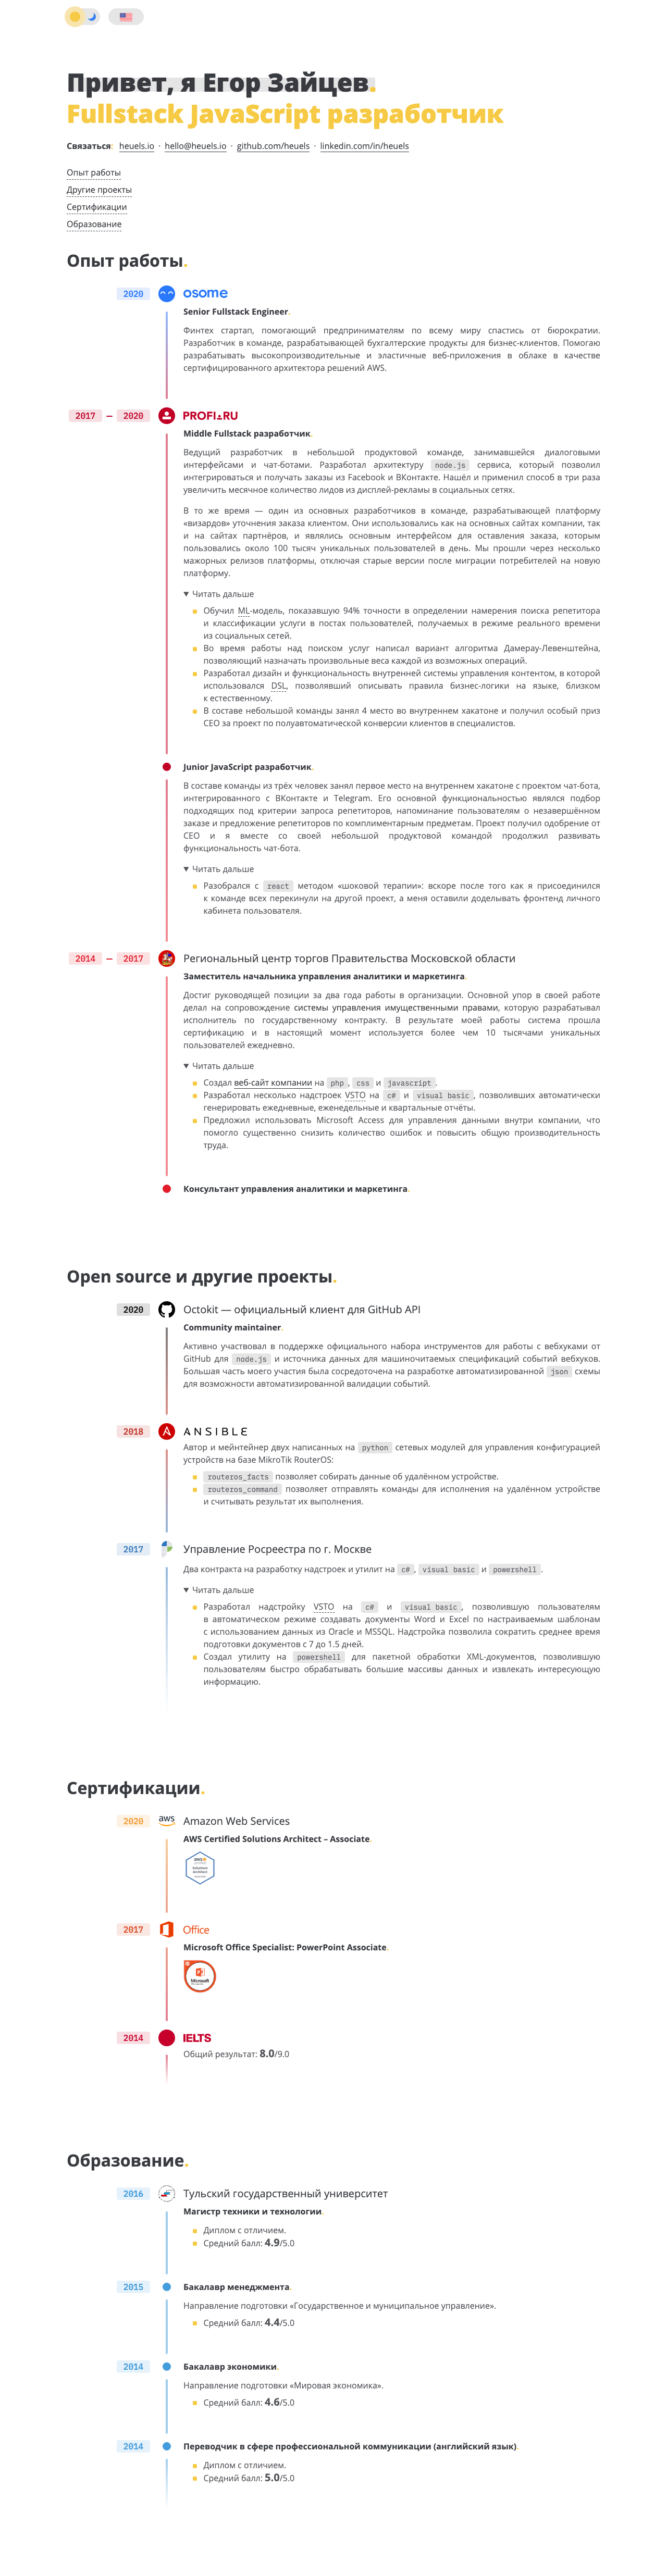 Привет, я Егор Зайцев.
Fullstack JavaScript разработчик
Связаться: heuels.io · hello@heuels.io · github.com/heuels · linkedin.com/in/heuels
Опыт работы
Другие проекты
Сертификации
Образование
Опыт работы.
2020 osome
Senior Fullstack Engineer.
Финтех стартап, помогающий предпринимателям по всему миру спастись от бюрократии.
Разработчик в команде, разрабатывающей бухгалтерские продукты для бизнес-клиентов. Помогаю
разрабатывать высокопроизводительные и эластичные веб-приложения в облаке в качестве
сертифицированного архитектора решений AWS.
2017 — 2020 PROFI.RU
Middle Fullstack разработчик.
Ведущий разработчик в небольшой продуктовой команде, занимавшейся диалоговыми
интерфейсами и чат-ботами. Разработал архитектуру node.js сервиса, который позволил
интегрироваться и получать заказы из Facebook и ВКонтакте. Нашёл и применил способ в три раза
увеличить месячное количество лидов из дисплей-рекламы в социальных сетях.
В то же время — один из основных разработчиков в команде, разрабатывающей платформу
«визардов» уточнения заказа клиентом. Они использовались как на основных сайтах компании, так
и на сайтах партнёров, и являлись основным интерфейсом для оставления заказа, которым
пользовались около 100 тысяч уникальных пользователей в день. Мы прошли через несколько
мажорных релизов платформы, отключая старые версии после миграции потребителей на новую
платформу.
▼ Читать дальше
Обучил ML-модель, показавшую 94% точности в определении намерения поиска репетитора
и классификации услуги в постах пользователей, получаемых в режиме реального времени
из социальных сетей.
Во время работы над поиском услуг написал вариант алгоритма Дамерау-Левенштейна,
позволяющий назначать произвольные веса каждой из возможных операций.
Разработал дизайн и функциональность внутренней системы управления контентом, в которой
использовался DSL, позволявший описывать правила бизнес-логики на языке, близком
к естественному.
В составе небольшой команды занял 4 место во внутреннем хакатоне и получил особый приз
CEO за проект по полуавтоматической конверсии клиентов в специалистов.
Junior JavaScript разработчик.
В составе команды из трёх человек занял первое место на внутреннем хакатоне с проектом чат-бота,
интегрированного с ВКонтакте и Telegram. Его основной функциональностью являлся подбор
подходящих под критерии запроса репетиторов, напоминание пользователям о незавершённом
заказе и предложение репетиторов по комплиментарным предметам. Проект получил одобрение от
CEO и я вместе со своей небольшой продуктовой командой продолжил развивать
функциональность чат-бота.
▼ Читать дальше
Разобрался с react методом «шоковой терапии»: вскоре после того как я присоединился
к команде всех перекинули на другой проект, а меня оставили доделывать фронтенд личного
кабинета пользователя.
2014 — 2017 Региональный центр торгов Правительства Московской области
Заместитель начальника управления аналитики и маркетинга.
Достиг руководящей позиции за два года работы в организации. Основной упор в своей работе
делал на сопровождение системы управления имущественными правами, которую разрабатывал
исполнитель по государственному контракту. В результате моей работы система прошла
сертификацию и в настоящий момент используется более чем 10 тысячами уникальных
пользователей ежедневно.
▼ Читать дальше
Создал веб-сайт компании на php, css и javascript.
Разработал несколько надстроек VSTO на c# и visual basic, позволивших автоматически
генерировать ежедневные, еженедельные и квартальные отчёты.
Предложил использовать Microsoft Access для управления данными внутри компании, что
помогло существенно снизить количество ошибок и повысить общую производительность
труда.
Консультант управления аналитики и маркетинга.
Open source и другие проекты.
2020 Octokit — официальный клиент для GitHub API
Community maintainer.
Активно участвовал в поддержке официального набора инструментов для работы с вебхуками от
GitHub для node.js и источника данных для машиночитаемых спецификаций событий вебхуков.
Большая часть моего участия была сосредоточена на разработке автоматизированной json схемы
для возможности автоматизированной валидации событий.
2018 ANSIBLE
Автор и мейнтейнер двух написанных на python сетевых модулей для управления конфигурацией
устройств на базе MikroTik RouterOS:
routeros_facts позволяет собирать данные об удалённом устройстве.
routeros_command позволяет отправлять команды для исполнения на удалённом устройстве
и считывать результат их выполнения.
2017 Управление Росреестра по г. Москве
Два контракта на разработку надстроек и утилит на c#, visual basic и powershell.
▼ Читать дальше
Разработал надстройку VSTO на c# и visual basic, позволившую пользователям
в автоматическом режиме создавать документы Word и Excel по настраиваемым шаблонам
с использованием данных из Oracle и MSSQL. Надстройка позволила сократить среднее время
подготовки документов с 7 до 1.5 дней.
Создал утилиту на powershell для пакетной обработки XML-документов, позволившую
пользователям быстро обрабатывать большие массивы данных и извлекать интересующую
информацию.
Сертификации.
2020 aws Amazon Web Services
AWS Certified Solutions Architect – Associate.
aws
Solutions
Architect
2017 Office
Microsoft Office Specialist: PowerPoint Associate.
Microsoft
2014 IELTS
Общий результат: 8.0/9.0
Образование.
2016 Тульский государственный университет
Магистр техники и технологии.
Диплом с отличием.
Средний балл: 4.9/5.0
2015 Бакалавр менеджмента.
Направление подготовки «Государственное и муниципальное управление».
Средний балл: 4.4/5.0
2014 Бакалавр экономики.
Направление подготовки «Мировая экономика».
Средний балл: 4.6/5.0
2014 Переводчик в сфере профессиональной коммуникации (английский язык).
Диплом с отличием.
Средний балл: 5.0/5.0